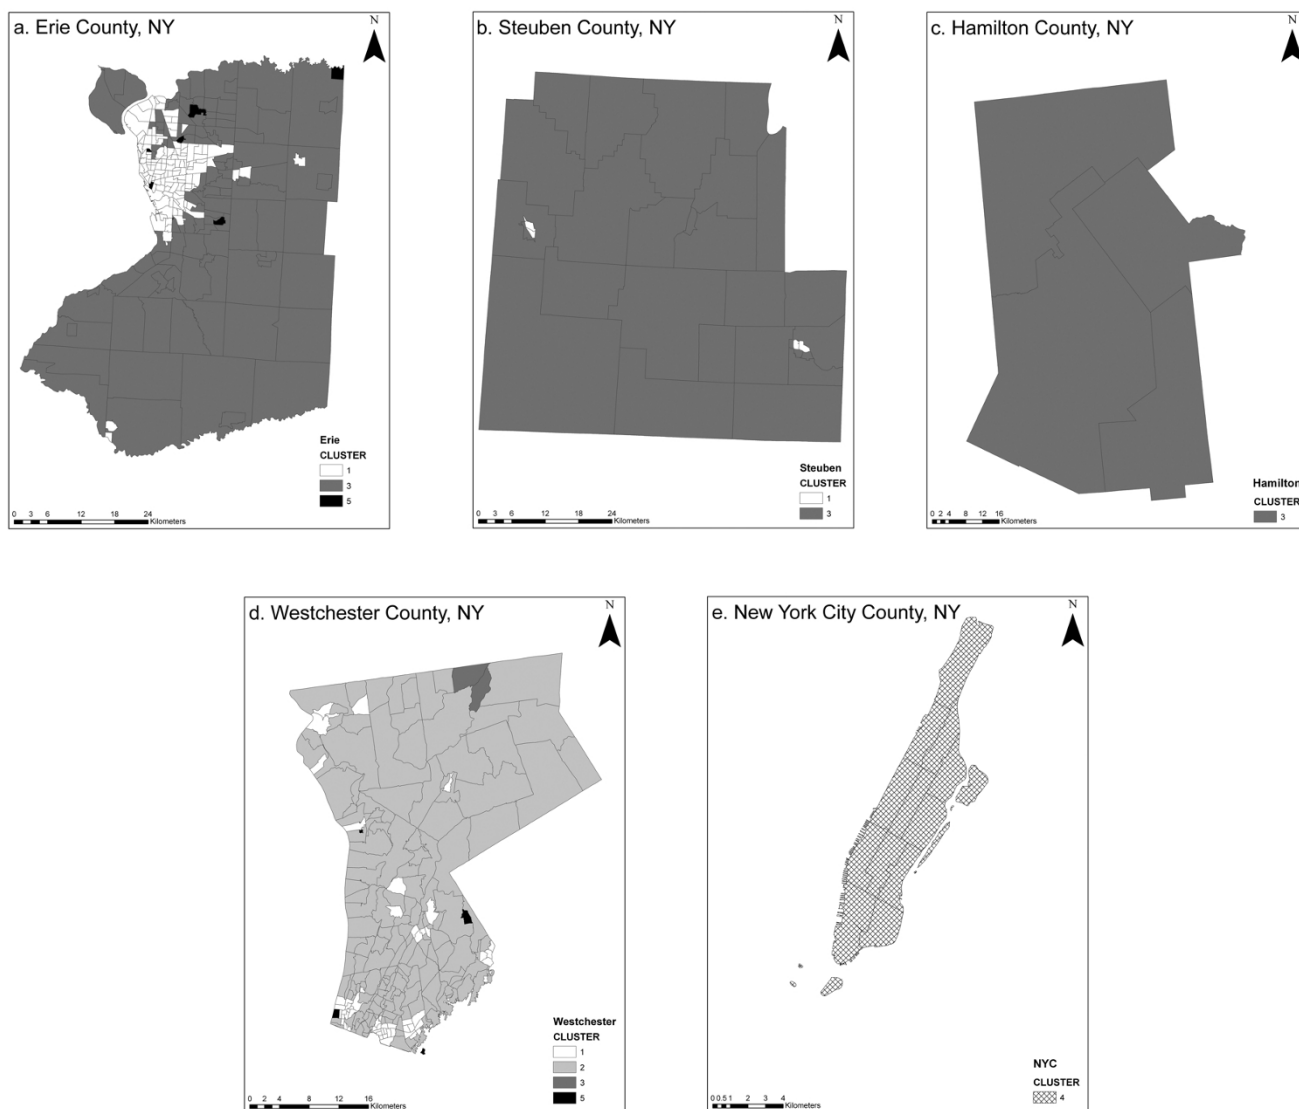 a. Erie County, NY
N
Erie
CLUSTER
1
3
5
0 3 6 12 18 24
Kilometers
b. Steuben County, NY
N
Steuben
CLUSTER
1
3
0 3 6 12 18 24
Kilometers
c. Hamilton County, NY
N
Hamilton
CLUSTER
3
0 2 4 8 12 16
Kilometers
d. Westchester County, NY
N
Westchester
CLUSTER
1
2
3
5
0 2 4 8 12 16
Kilometers
e. New York City County, NY
N
NYC
CLUSTER
4
0 0.5 1 2 3 4
Kilometers